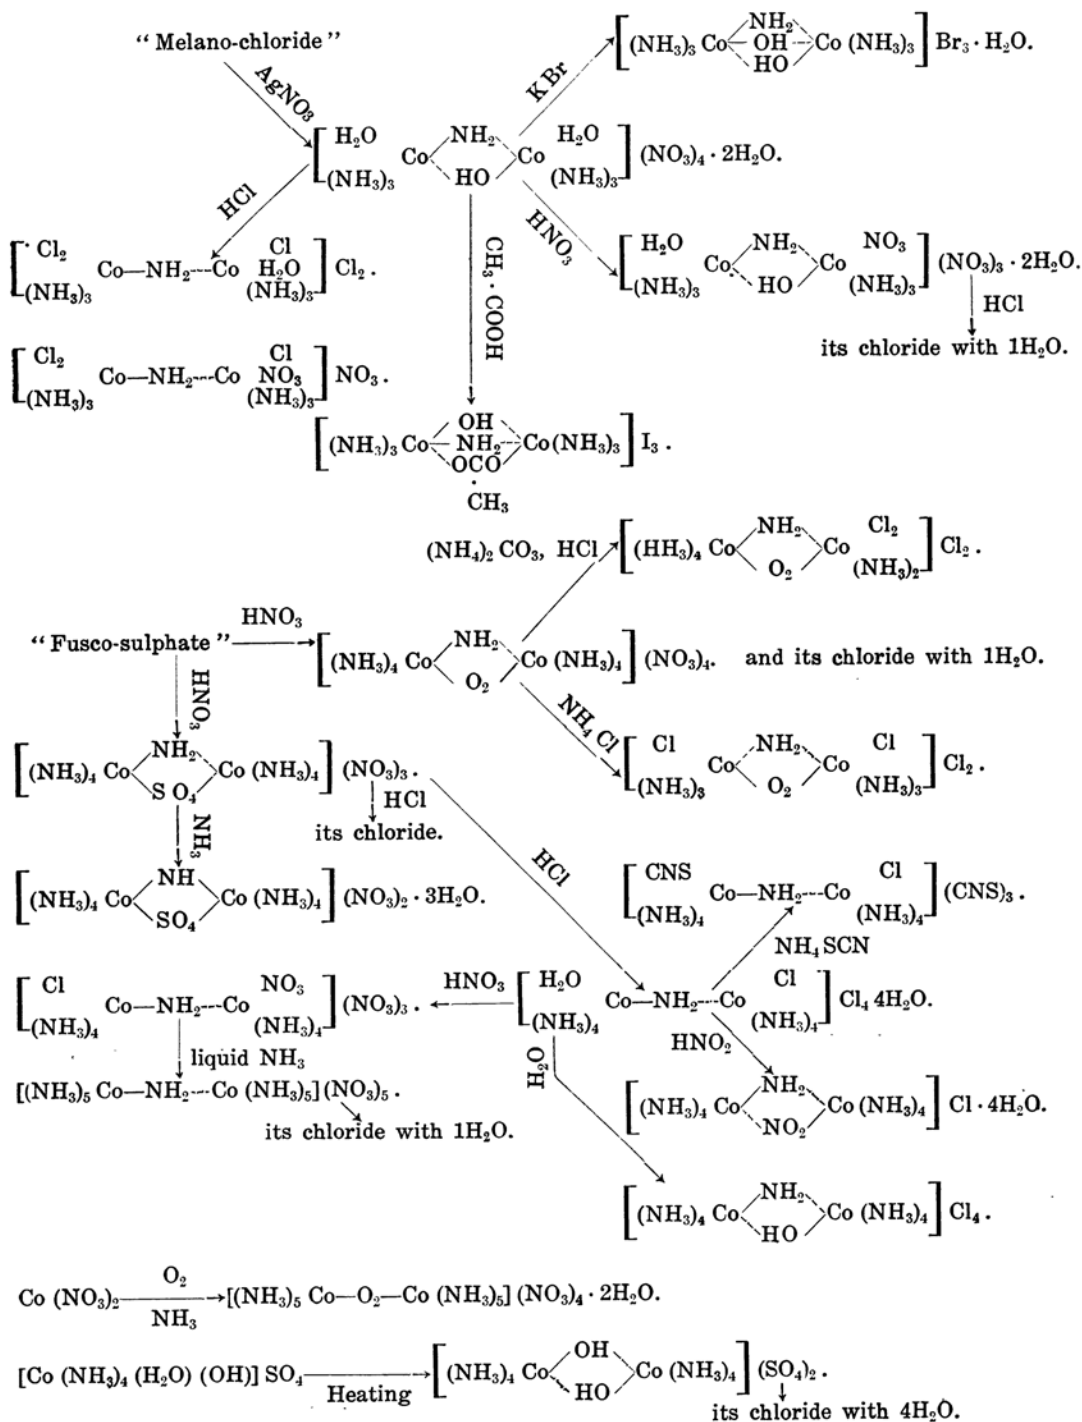 "Melano-chloride"
AgNO₃
KBr
[(NH₃)₃ Co NH₂ OH HO Co (NH₃)₃] Br₃ · H₂O.
[H₂O (NH₃)₃ Co NH₂ HO Co H₂O (NH₃)₃] (NO₃)₄ · 2H₂O.
HCl
CH₃ · COOH
HNO₃
[Cl₂ (NH₃)₃ Co—NH₂---Co Cl H₂O (NH₃)₃] Cl₂.
[H₂O (NH₃)₃ Co NH₂ HO Co NO₃ (NH₃)₃] (NO₃)₃ · 2H₂O.
HCl
its chloride with 1H₂O.
[Cl₂ (NH₃)₃ Co—NH₂---Co Cl NO₃ (NH₃)₃] NO₃.
[(NH₃)₃ Co OH NH₂ OCO · CH₃ Co (NH₃)₃] I₃.
(NH₄)₂ CO₃, HCl
[(HH₃)₄ Co NH₂ O₂ Co Cl₂ (NH₃)₂] Cl₂.
"Fusco-sulphate"
HNO₃
[(NH₃)₄ Co NH₂ O₂ Co (NH₃)₄] (NO₃)₄. and its chloride with 1H₂O.
HNO₃
NH₄ Cl
[(NH₃)₄ Co NH₂ SO₄ Co (NH₃)₄] (NO₃)₃.
[Cl (NH₃)₃ Co NH₂ O₂ Co Cl (NH₃)₃] Cl₂.
HCl
its chloride.
NH₃
HCl
[(NH₃)₄ Co NH SO₄ Co (NH₃)₄] (NO₃)₂ · 3H₂O.
[CNS (NH₃)₄ Co—NH₂---Co Cl (NH₃)₄] (CNS)₃.
NH₄ SCN
[Cl (NH₃)₄ Co—NH₂---Co NO₃ (NH₃)₄] (NO₃)₃.
HNO₃
[H₂O (NH₃)₄ Co—NH₂---Co Cl (NH₃)₄] Cl₄ 4H₂O.
liquid NH₃
H₂O
HNO₂
[(NH₃)₅ Co—NH₂---Co (NH₃)₅] (NO₃)₅.
[(NH₃)₄ Co NH₂ NO₂ Co (NH₃)₄] Cl · 4H₂O.
its chloride with 1H₂O.
[(NH₃)₄ Co NH₂ HO Co (NH₃)₄] Cl₄.
Co (NO₃)₂ O₂ NH₃ [(NH₃)₅ Co—O₂—Co (NH₃)₅] (NO₃)₄ · 2H₂O.
[Co (NH₃)₄ (H₂O) (OH)] SO₄ Heating [(NH₃)₄ Co OH HO Co (NH₃)₄] (SO₄)₂.
its chloride with 4H₂O.